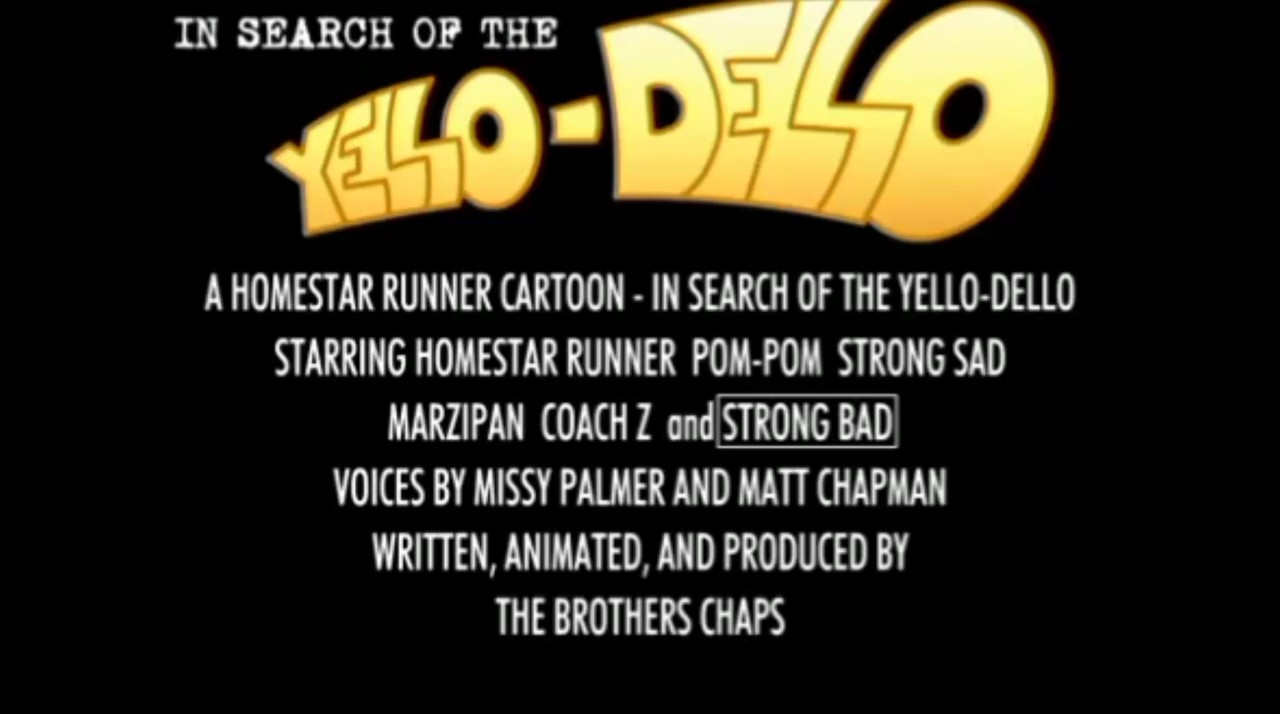 IN SEARCH OF THE
YELLO-DELLO
A HOMESTAR RUNNER CARTOON - IN SEARCH OF THE YELLO-DELLO
STARRING HOMESTAR RUNNER POM-POM STRONG SAD
MARZIPAN COACH Z and STRONG BAD
VOICES BY MISSY PALMER AND MATT CHAPMAN
WRITTEN, ANIMATED, AND PRODUCED BY
THE BROTHERS CHAPS